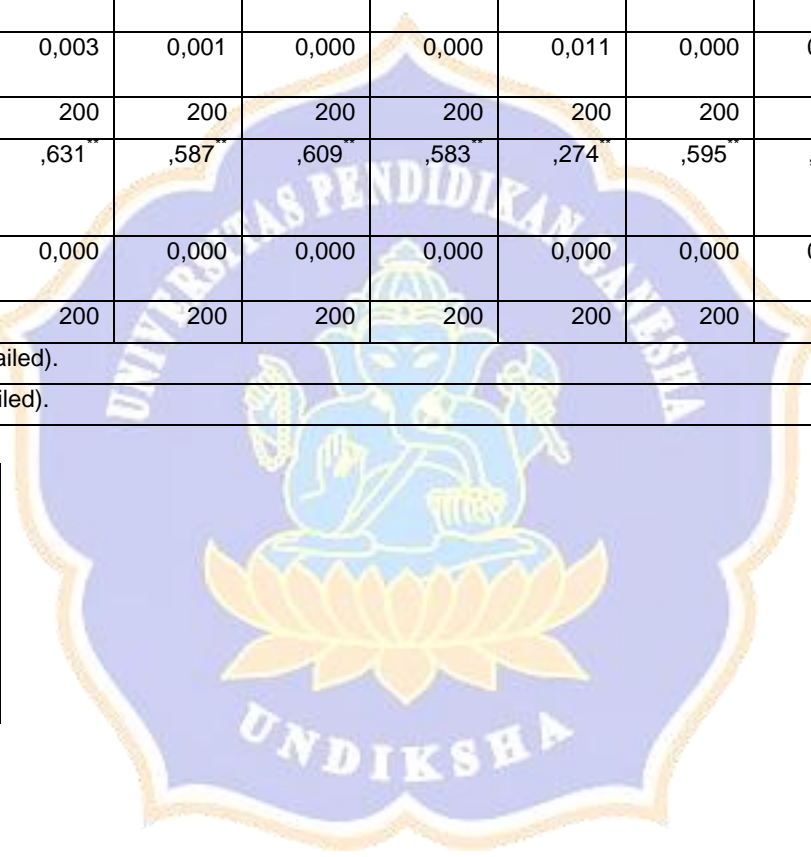 0,003 0,001 0,000 0,000 0,011 0,000
200 200 200 200 200 200
,631** ,587** ,609** ,583** ,274** ,595**
0,000 0,000 0,000 0,000 0,000 0,000
200 200 200 200 200 200
ailed).
iled).
UNIVERSITAS PENDIDIKAN GANESHA
UNDIKSHA